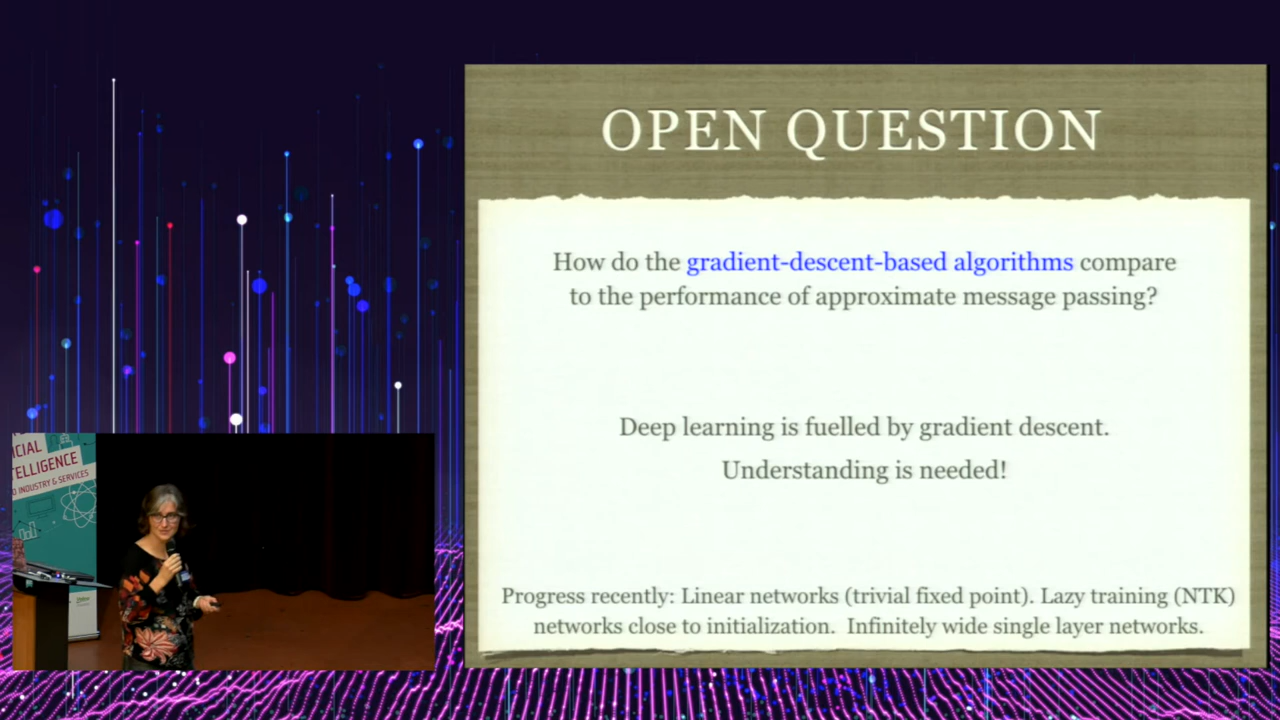 OPEN QUESTION
How do the gradient-descent-based algorithms compare
to the performance of approximate message passing?
Deep learning is fuelled by gradient descent.
Understanding is needed!
Progress recently: Linear networks (trivial fixed point). Lazy training (NTK)
networks close to initialization. Infinitely wide single layer networks.
ICIAL
TELLIGENCE
O INDUSTRY & SERVICES